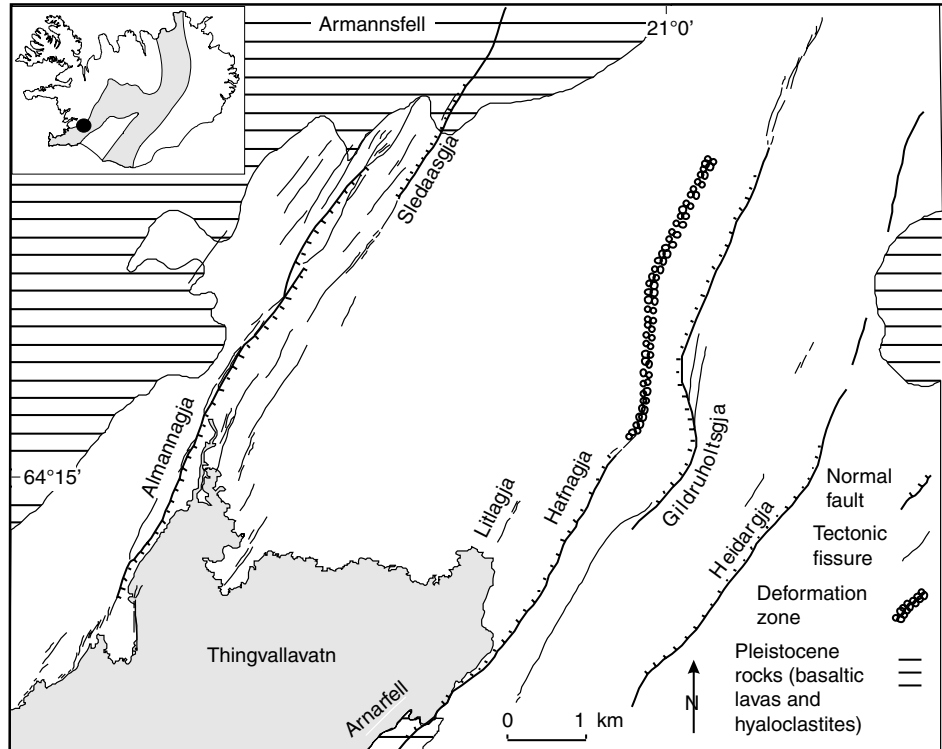 Armannsfell
21°0’
Sledaasgja
Almannagja
64°15’
Litlagja
Hafnagja
Gildruholtsgja
Heidargja
Thingvallavatn
Arnarfell
Normal
fault
Tectonic
fissure
Deformation
zone
Pleistocene
rocks (basaltic
lavas and
hyaloclastites)
N
0 1 km